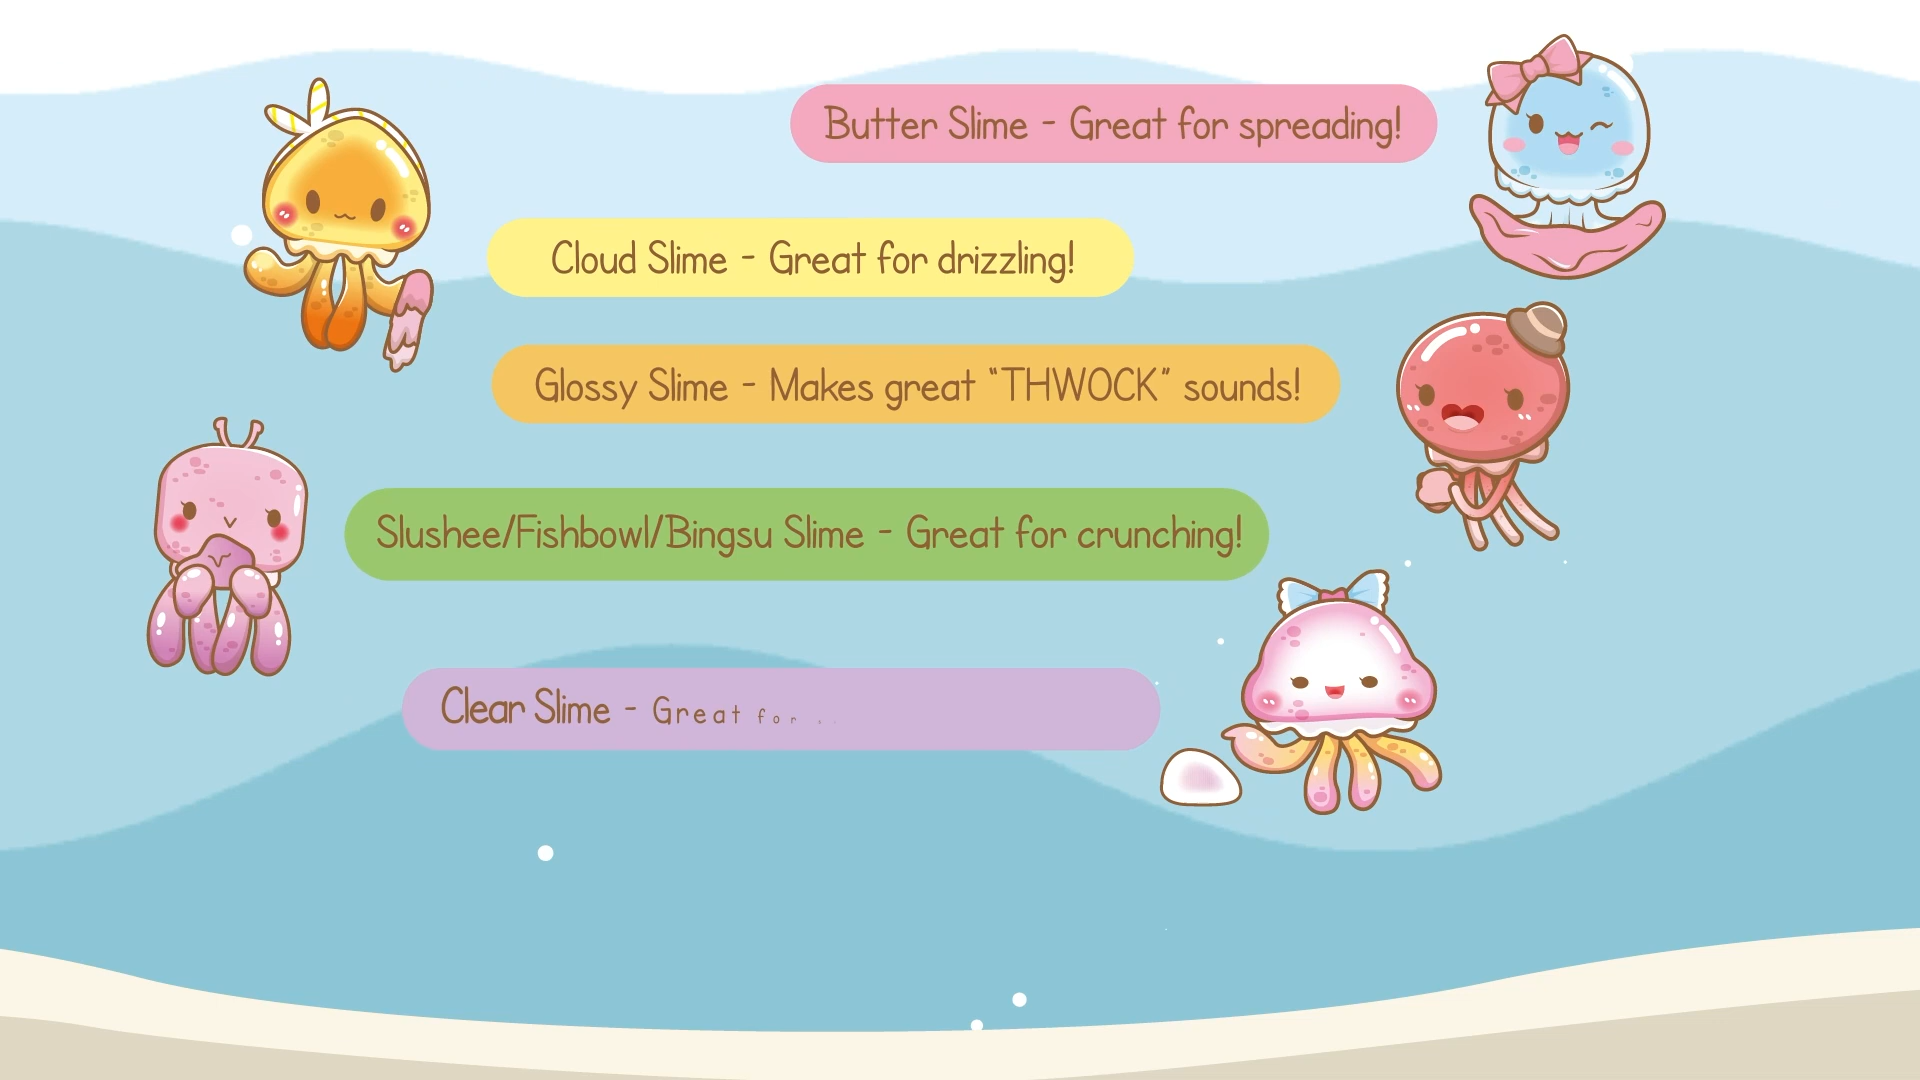 Butter Slime - Great for spreading!
Cloud Slime - Great for drizzling!
Glossy Slime - Makes great “THWOCK” sounds!
Slushee/Fishbowl/Bingsu Slime - Great for crunching!
Clear Slime - Great for